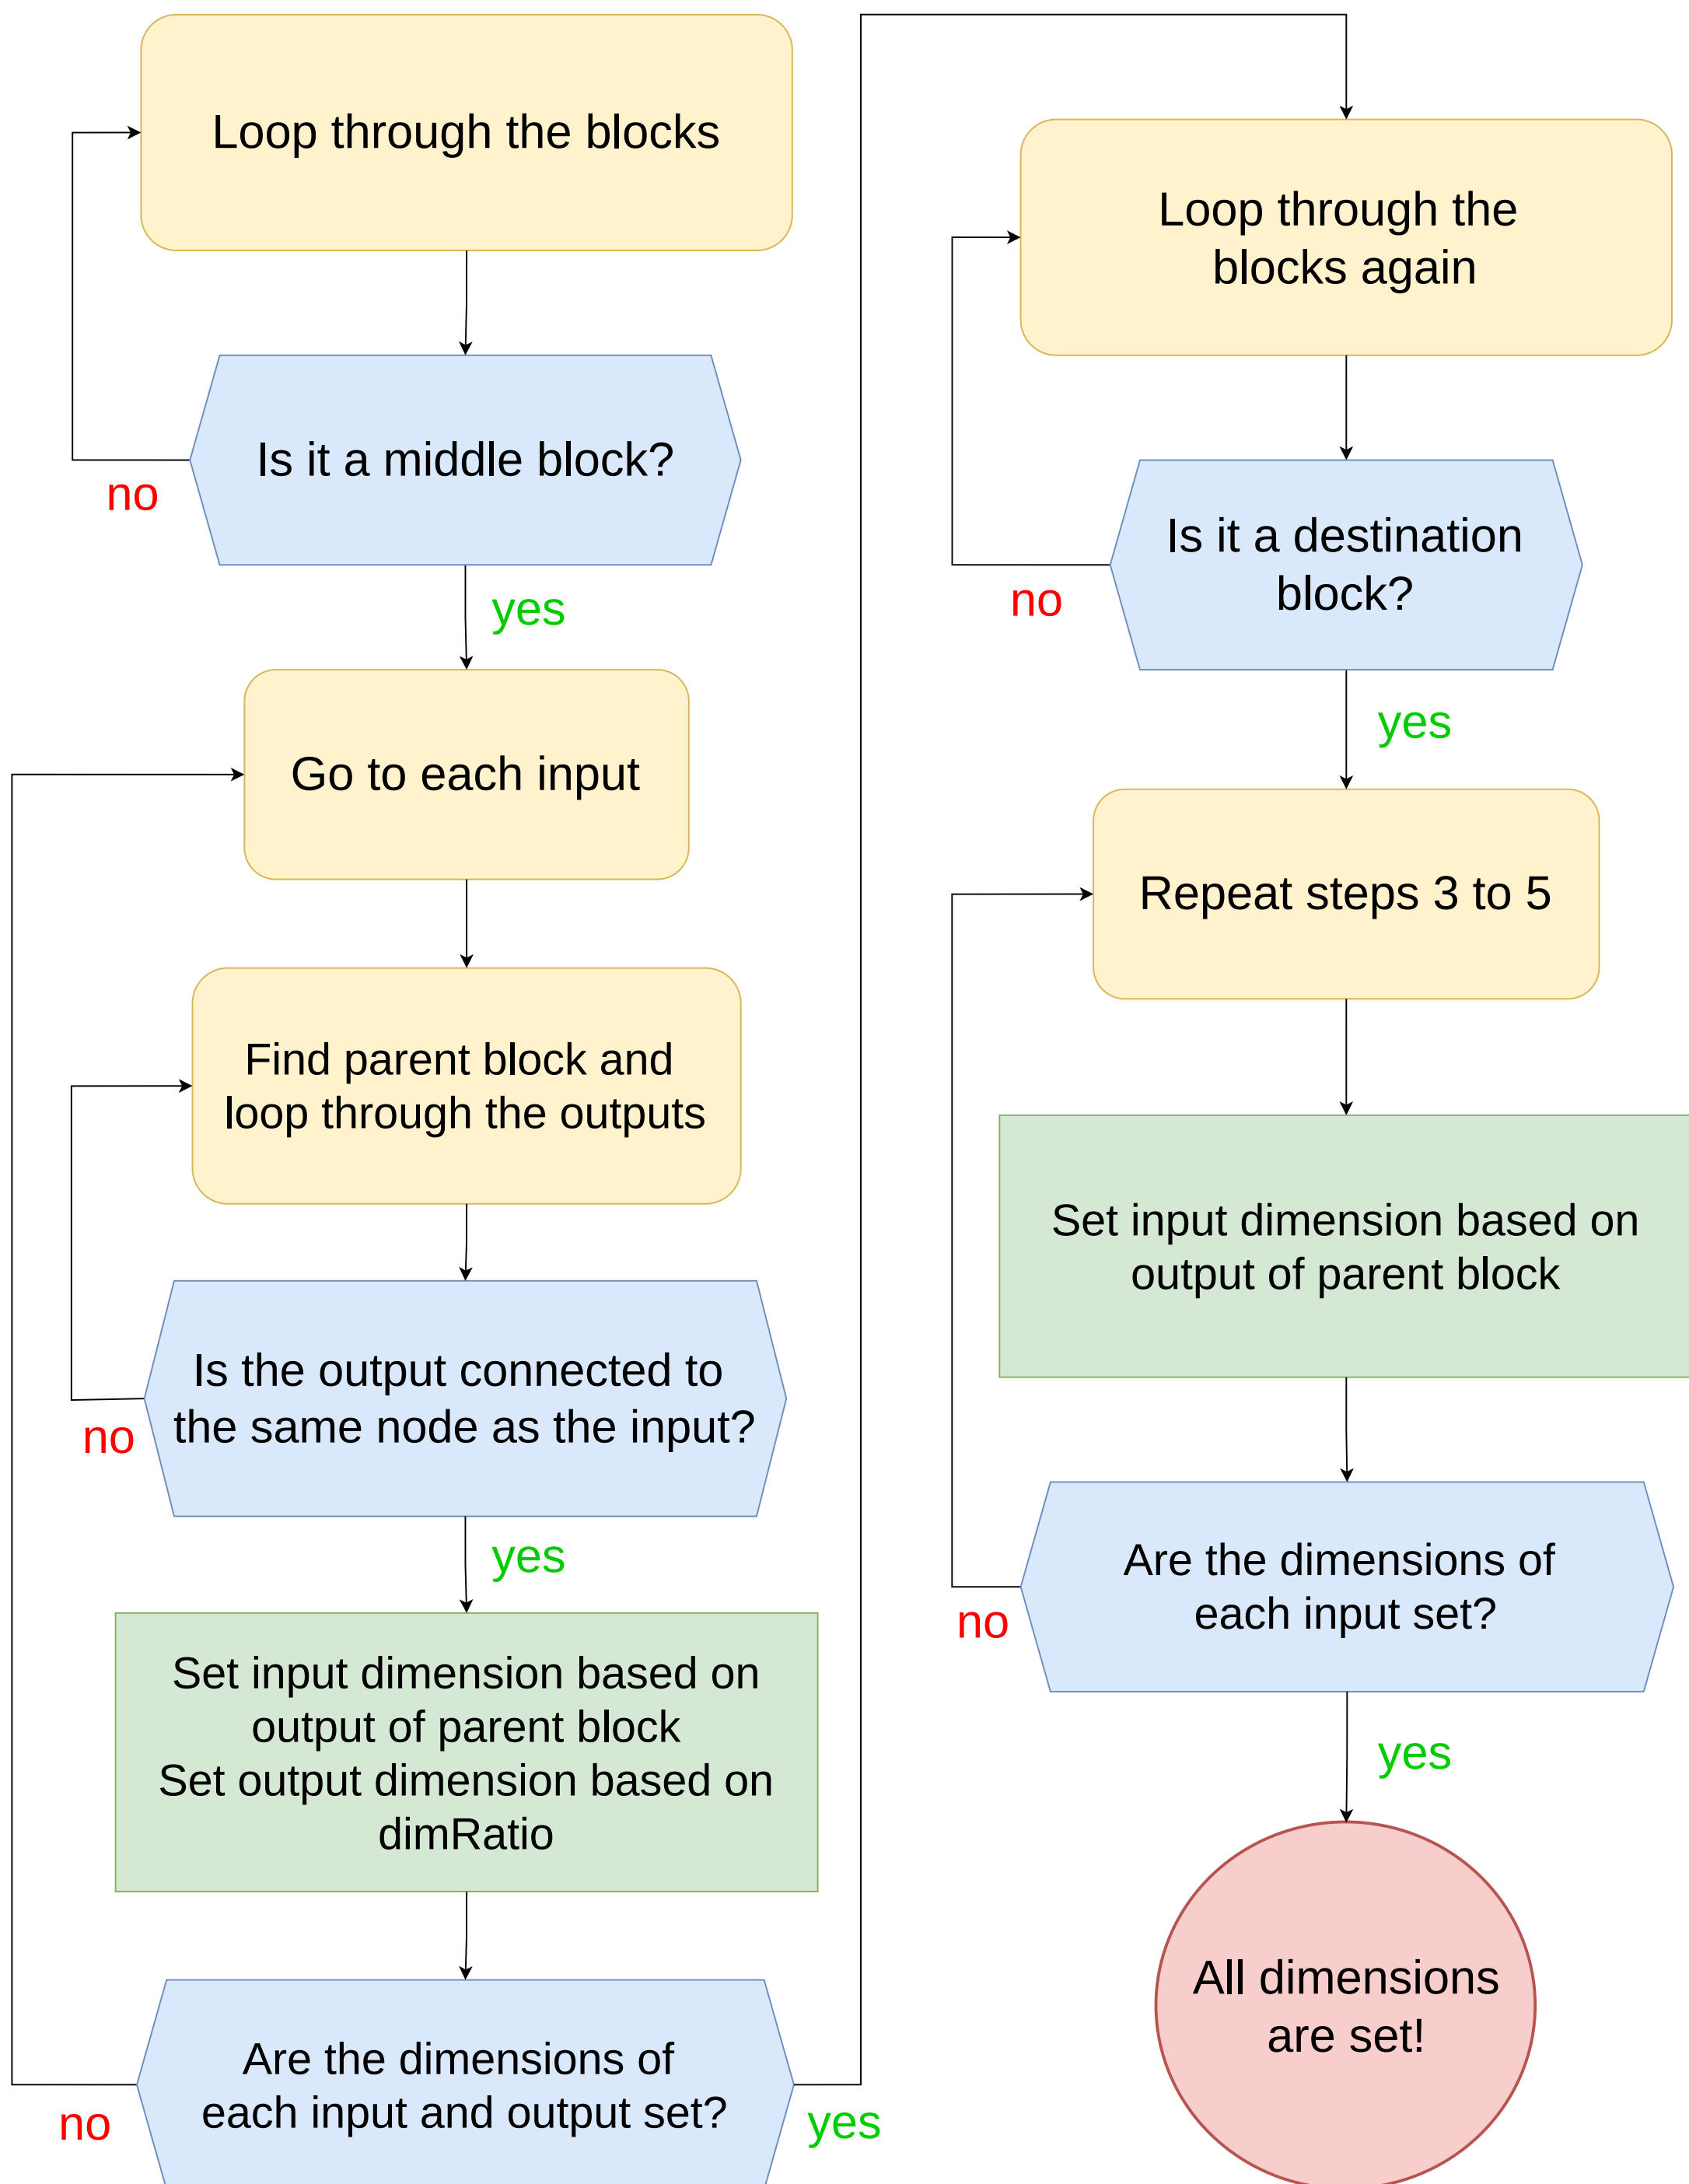 Loop through the blocks
Is it a middle block?
no
yes
Go to each input
Find parent block and
loop through the outputs
Is the output connected to
the same node as the input?
no
yes
Set input dimension based on
output of parent block
Set output dimension based on
dimRatio
Are the dimensions of
each input and output set?
no
yes
Loop through the
blocks again
Is it a destination
block?
no
yes
Repeat steps 3 to 5
Set input dimension based on
output of parent block
Are the dimensions of
each input set?
no
yes
All dimensions
are set!